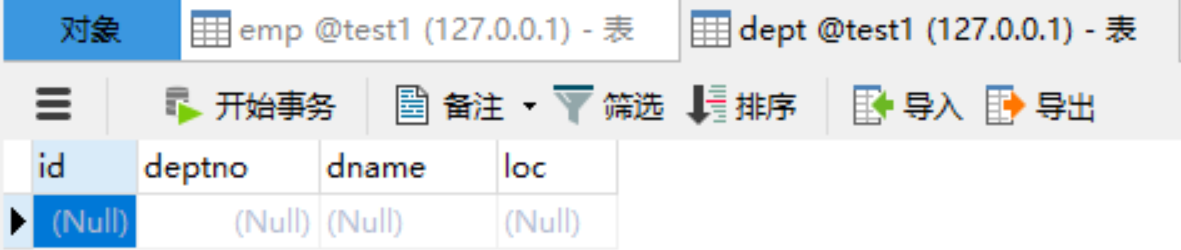 对象 emp @test1 (127.0.0.1) - 表 dept @test1 (127.0.0.1) - 表
开始事务 备注 筛选 排序 导入 导出
id deptno dname loc
(Null) (Null) (Null) (Null)